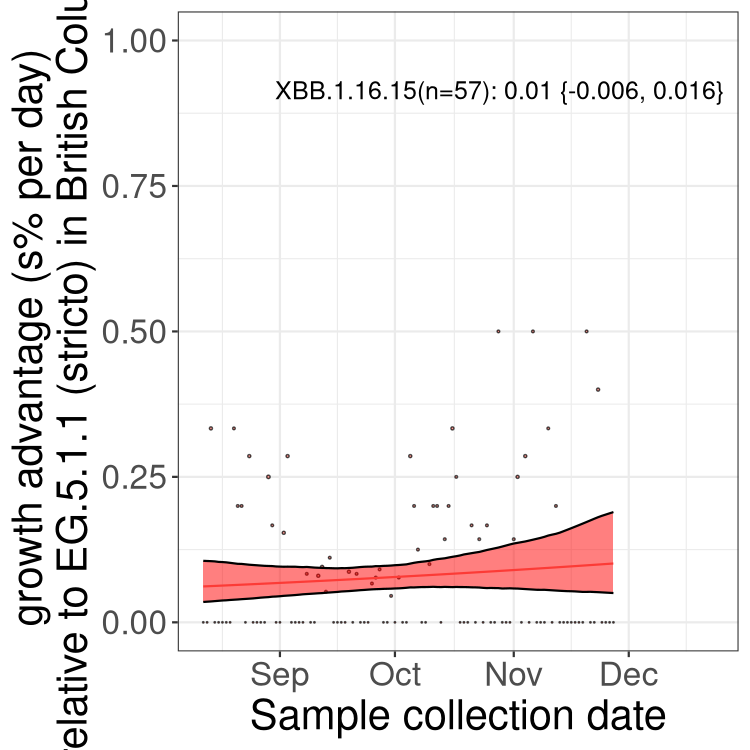 growth advantage (s% per day)
relative to EG.5.1.1 (stricto) in British
1.00
0.75
0.50
0.25
0.00
XBB.1.16.15(n=57): 0.01 {-0.006, 0.016}
Sep Oct Nov Dec
Sample collection date